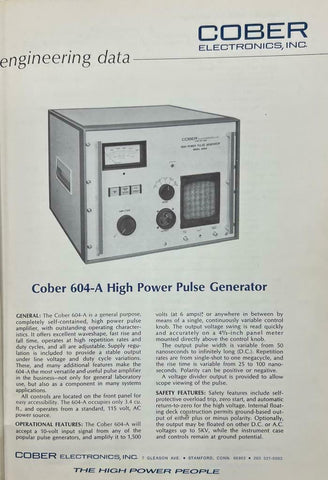 COBER
ELECTRONICS, INC.
engineering data
COBER
HIGH POWER PULSE GENERATOR
MODEL 604A
Cober 604-A High Power Pulse Generator
GENERAL: The Cober 604-A is a general purpose,
completely self-contained, high power pulse
amplifier, with outstanding operating character-
istics. It offers excellent waveshape, fast rise and
fall time, operates at high repetition rates and
duty cycles, and all are adjustable. Supply regu-
lation is included to provide a stable output
under line voltage and duty cycle variations.
These, and many additional features make the
604-A the most versatile and useful pulse amplifier
in the business–not only for general laboratory
use, but also as a component in many systems
applications.
All controls are located on the front panel for
easy accessibility. The 604-A occupies only 3.4 cu.
ft., and operates from a standard, 115 volt, AC
power source.
OPERATIONAL FEATURES: The Cober 604-A will
accept a 10-volt input signal from any of the
popular pulse generators, and amplify it to 1,500
volts (at 6 amps) or anywhere in between by
means of a single, continuously variable control
knob. The output voltage swing is read quickly
and accurately on a 4½-inch panel meter
mounted directly above the control knob.
The output pulse width is variable from 50
nanoseconds to infinitely long (D.C.). Repetition
rates are from single-shot to one megacycle, and
the rise time is variable from 25 to 100 nano-
seconds. Polarity can be positive or negative.
A voltage divider output is provided to allow
scope viewing of the pulse.
SAFETY FEATURES: Safety features include self-
protective overload trip, zero start, and automatic
return-to-zero for the high voltage. Internal float-
ing deck construction permits ground-based out-
put of either plus or minus polarity. Optionally,
the output may be floated on other D.C. or A.C.
voltages up to 5KV, while the instrument case
and controls remain at ground potential.
COBER ELECTRONICS, INC. 7 GLEASON AVE. • STAMFORD, CONN. 06902 • 203 327-0003
THE HIGH POWER PEOPLE